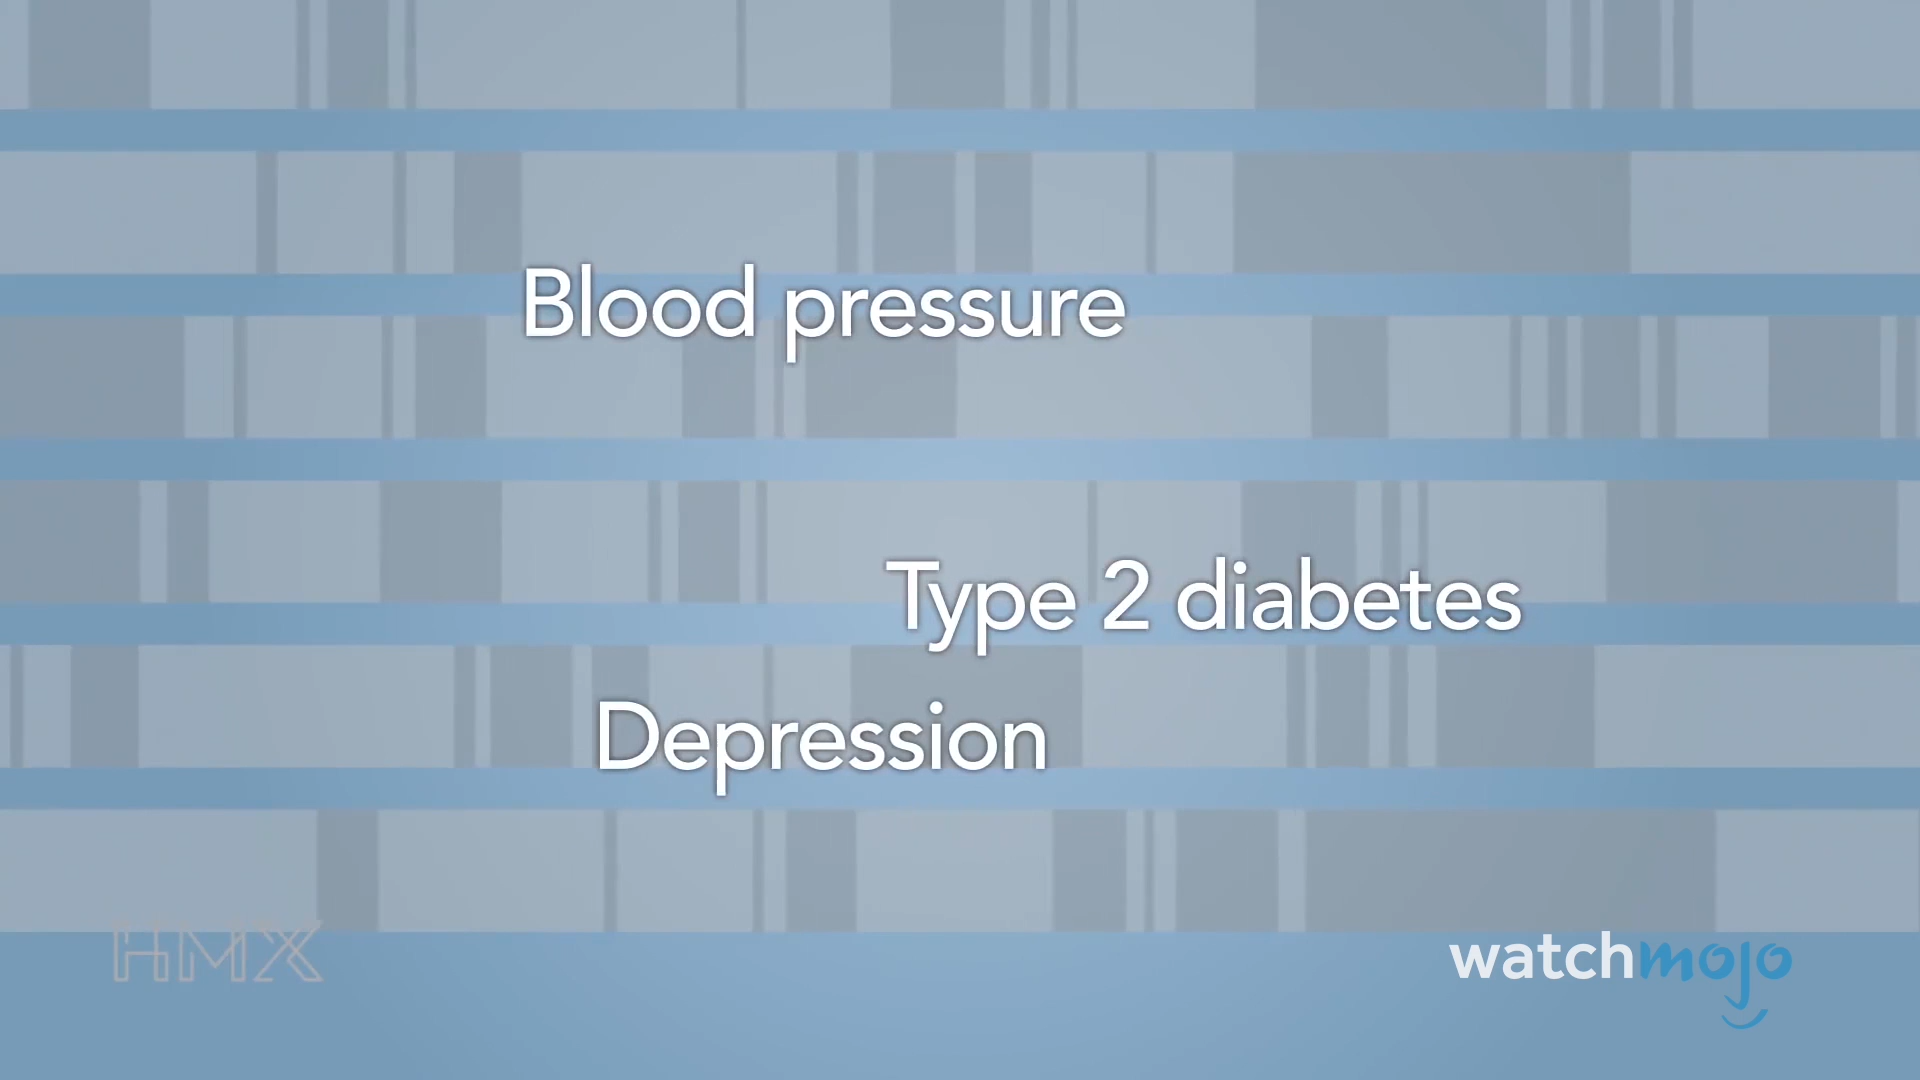 Blood pressure
Type 2 diabetes
Depression
HMX
watchmojo